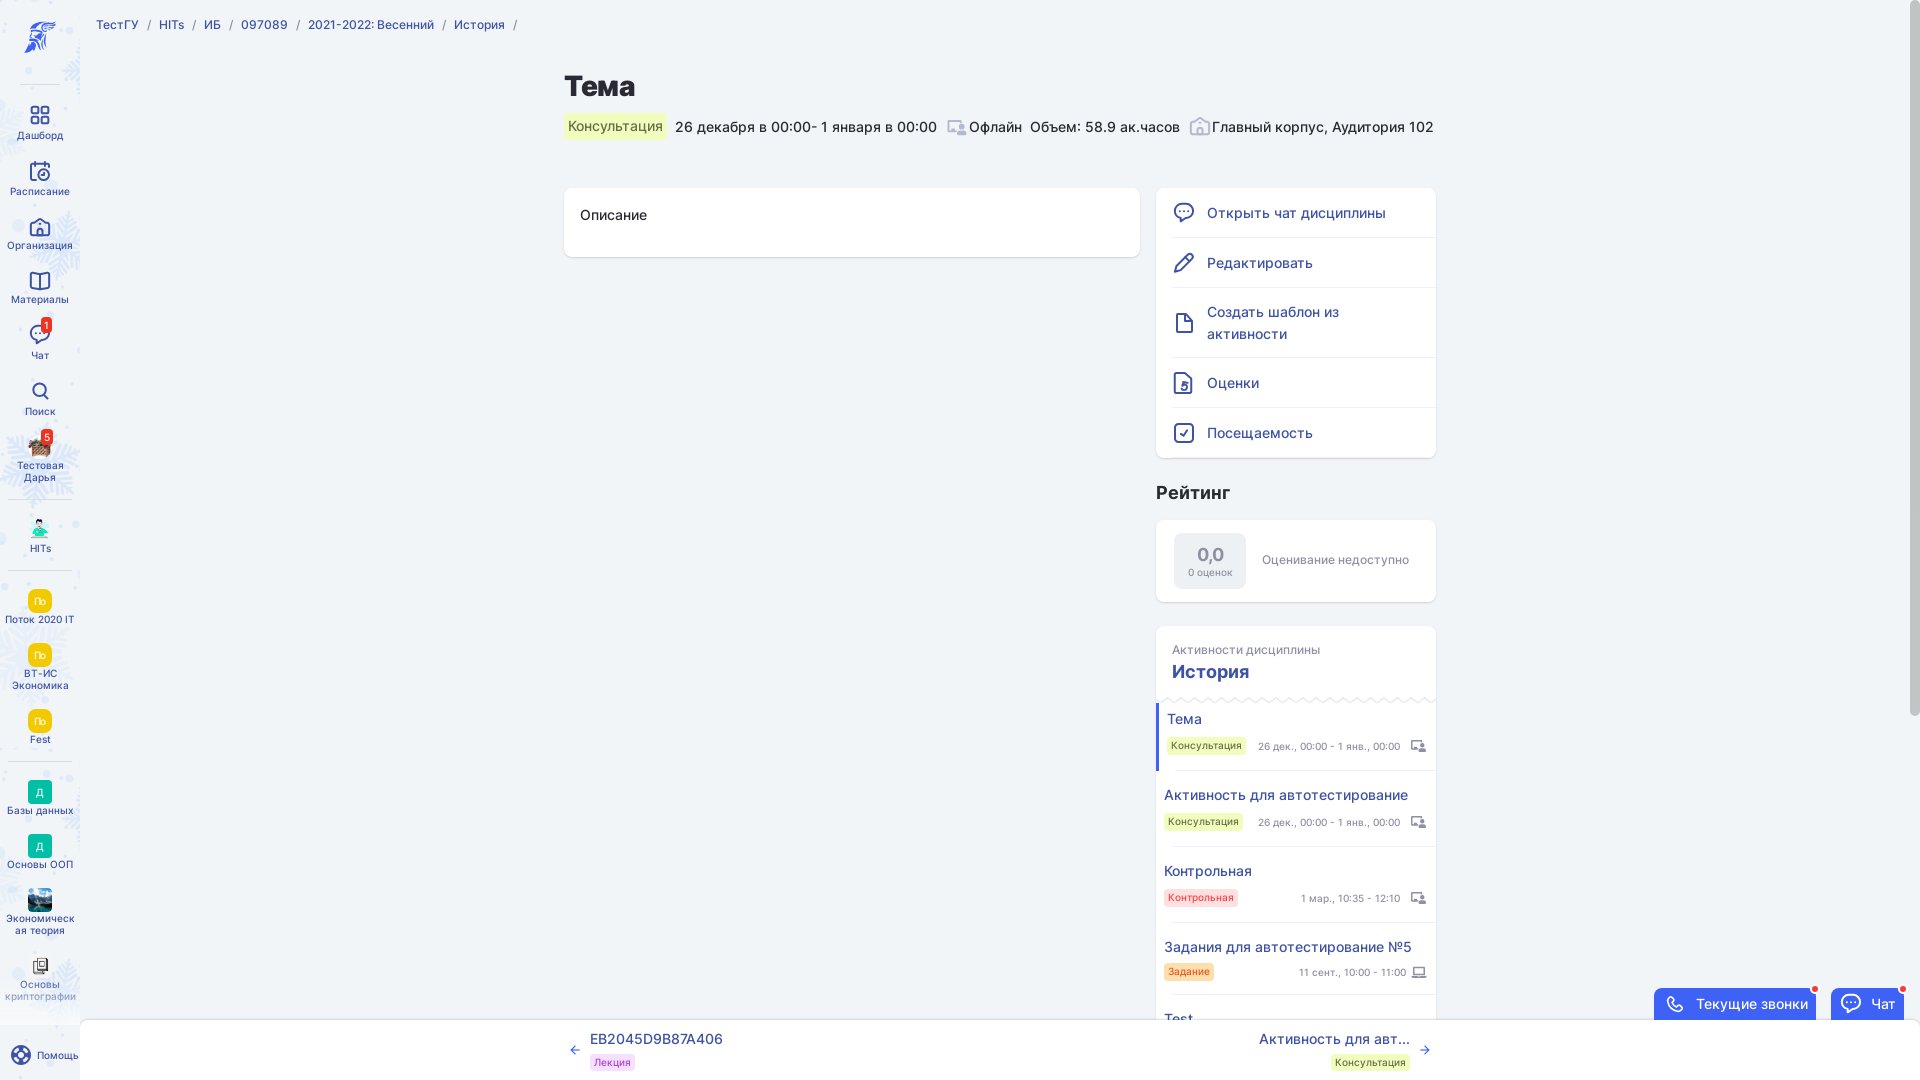 ТестГУ / HITs / ИБ / 097089 / 2021-2022: Весенний / История /
Дашборд
Расписание
Организация
Материалы
1
Чат
Поиск
5
Тестовая
Дарья
HITs
По
Поток 2020 IT
По
ВТ-ИС
Экономика
По
Fest
Д
Базы данных
Д
Основы ООП
Экономическ
ая теория
Основы
криптографии
Помощь
Тема
Консультация 26 декабря в 00:00- 1 января в 00:00 Офлайн Объем: 58.9 ак.часов Главный корпус, Аудитория 102
Описание
Открыть чат дисциплины
Редактировать
Создать шаблон из
активности
5
Оценки
Посещаемость
Рейтинг
0,0
0 оценок
Оценивание недоступно
Активности дисциплины
История
Тема
Консультация 26 дек., 00:00 - 1 янв., 00:00
Активность для автотестирование
Консультация 26 дек., 00:00 - 1 янв., 00:00
Контрольная
Контрольная 1 мар., 10:35 - 12:10
Задания для автотестирование №5
Задание 11 сент., 10:00 - 11:00
Test
Текущие звонки
Чат
EB2045D9B87A406
Лекция
Активность для авт...
Консультация